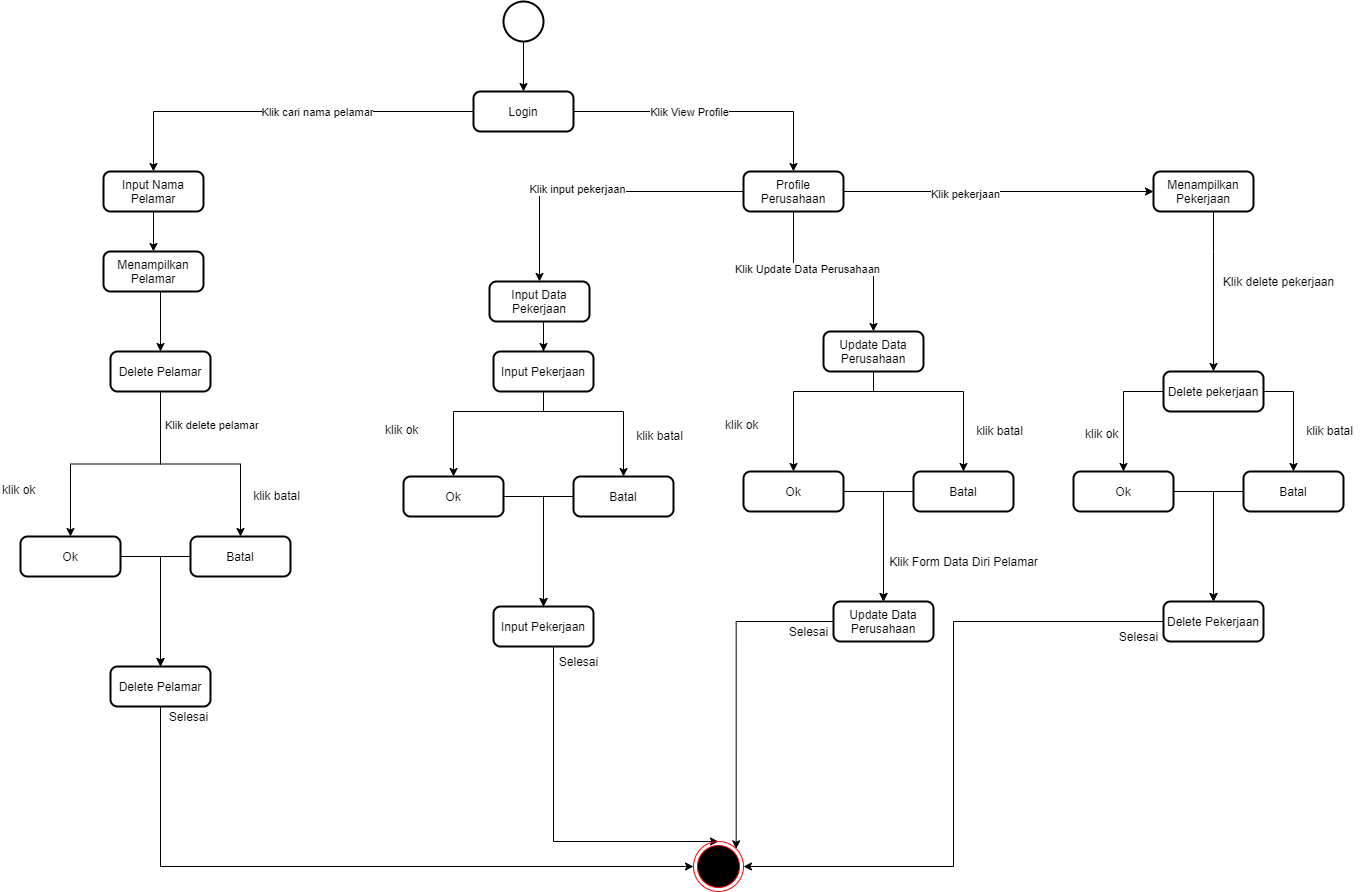 Login
Klik cari nama pelamar
Klik View Profile
Input Nama
Pelamar
Klik input pekerjaan
Profile
Perusahaan
Klik pekerjaan
Menampilkan
Pekerjaan
Menampilkan
Pelamar
Klik Update Data Perusahaan
Klik delete pekerjaan
Input Data
Pekerjaan
Update Data
Perusahaan
Delete Pelamar
Input Pekerjaan
Delete pekerjaan
Klik delete pelamar
klik ok
klik batal
klik ok
klik batal
klik ok
klik batal
klik ok
klik batal
Ok
Batal
Ok
Batal
Ok
Batal
Ok
Batal
Klik Form Data Diri Pelamar
Input Pekerjaan
Update Data
Perusahaan
Delete Pekerjaan
Selesai
Selesai
Selesai
Delete Pelamar
Selesai